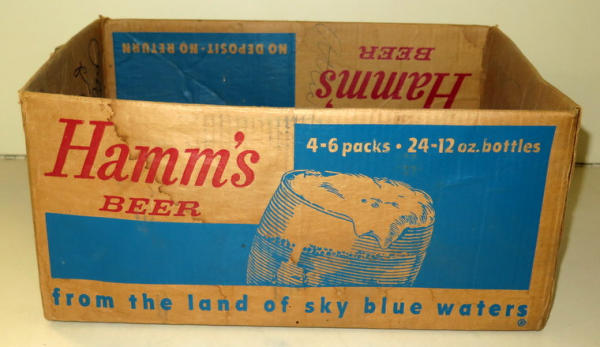 NO DEPOSIT · NO RETURN
Hamm's
BEER
Hamm's
BEER
4-6 packs • 24-12 oz. bottles
from the land of sky blue waters®